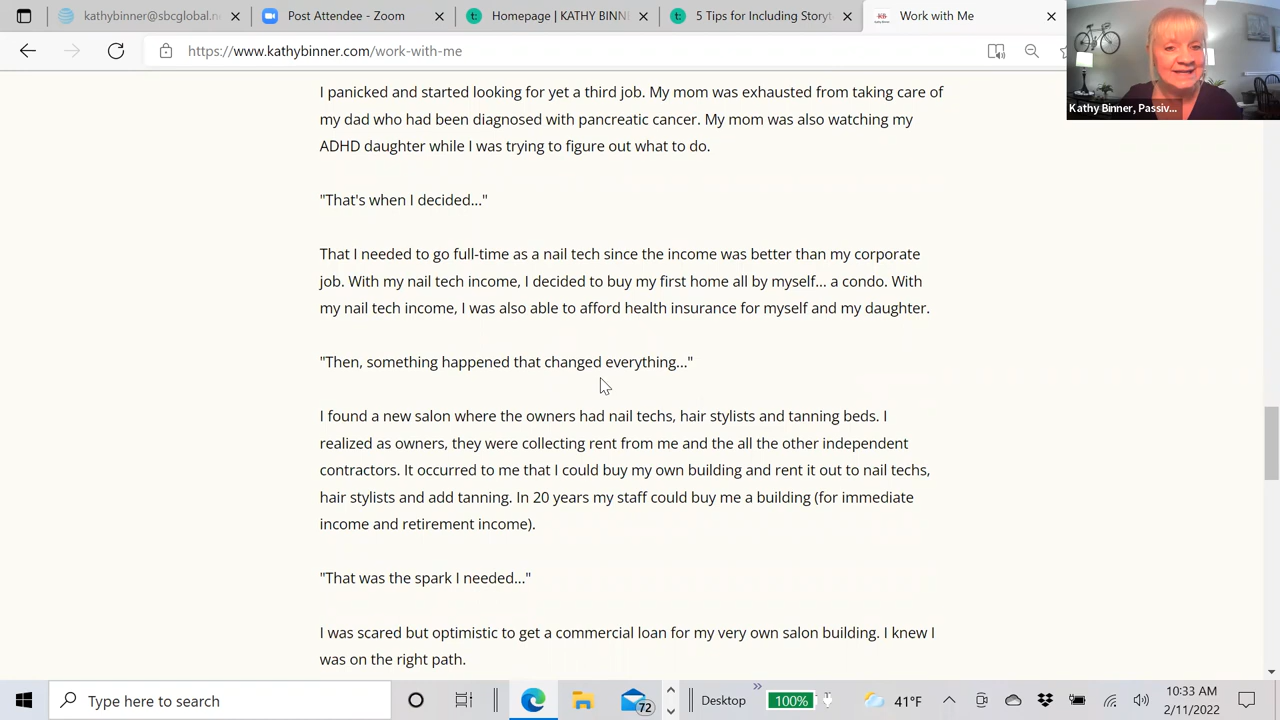 kathybinner@sbcglobal.n
Post Attendee - Zoom
Homepage | KATHY BINN
5 Tips for Including Storyt
Work with Me
https://www.kathybinner.com/work-with-me
Kathy Binner, Passiv...
I panicked and started looking for yet a third job. My mom was exhausted from taking care of
my dad who had been diagnosed with pancreatic cancer. My mom was also watching my
ADHD daughter while I was trying to figure out what to do.
"That's when I decided..."
That I needed to go full-time as a nail tech since the income was better than my corporate
job. With my nail tech income, I decided to buy my first home all by myself... a condo. With
my nail tech income, I was also able to afford health insurance for myself and my daughter.
"Then, something happened that changed everything..."
I found a new salon where the owners had nail techs, hair stylists and tanning beds. I
realized as owners, they were collecting rent from me and the all the other independent
contractors. It occurred to me that I could buy my own building and rent it out to nail techs,
hair stylists and add tanning. In 20 years my staff could buy me a building (for immediate
income and retirement income).
"That was the spark I needed..."
I was scared but optimistic to get a commercial loan for my very own salon building. I knew I
was on the right path.
Type here to search
72
Desktop
100%
41°F
10:33 AM
2/11/2022